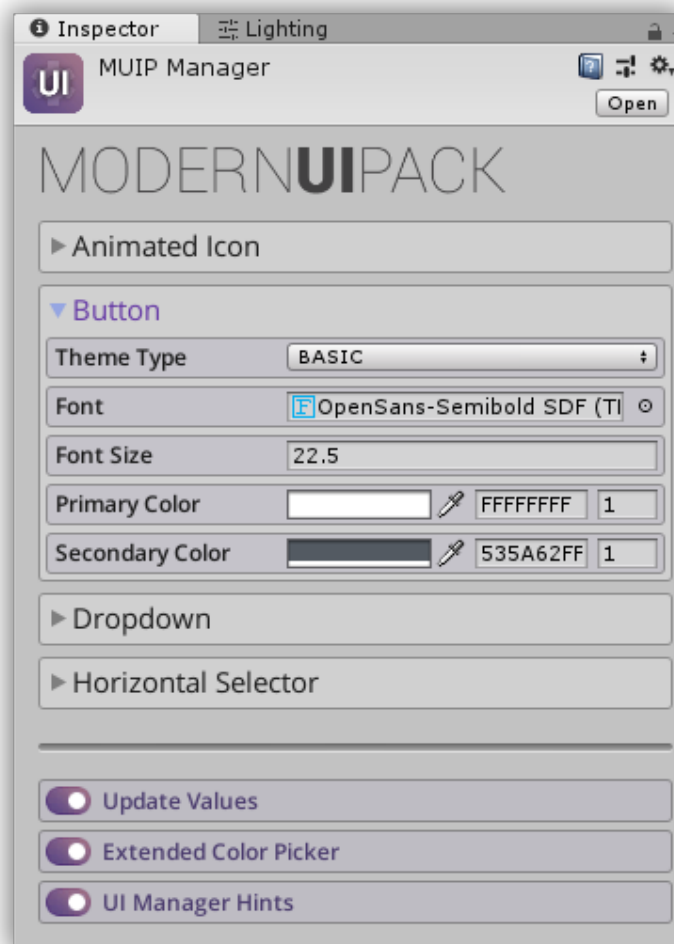 Inspector
Lighting
UI
MUIP Manager
Open
MODERNUIPACK
Animated Icon
Button
Theme Type
BASIC
Font
F OpenSans-Semibold SDF (T
Font Size
22.5
Primary Color
FFFFFFFF
1
Secondary Color
535A62FF
1
Dropdown
Horizontal Selector
Update Values
Extended Color Picker
UI Manager Hints